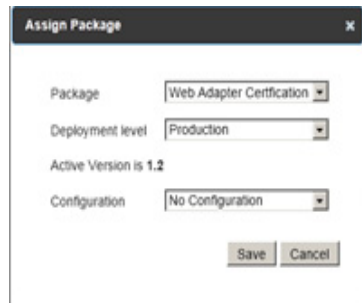 Assign Package x
Package Web Adapter Certfication
Deployment level Production
Active Version is 1.2
Configuration No Configuration
Save Cancel